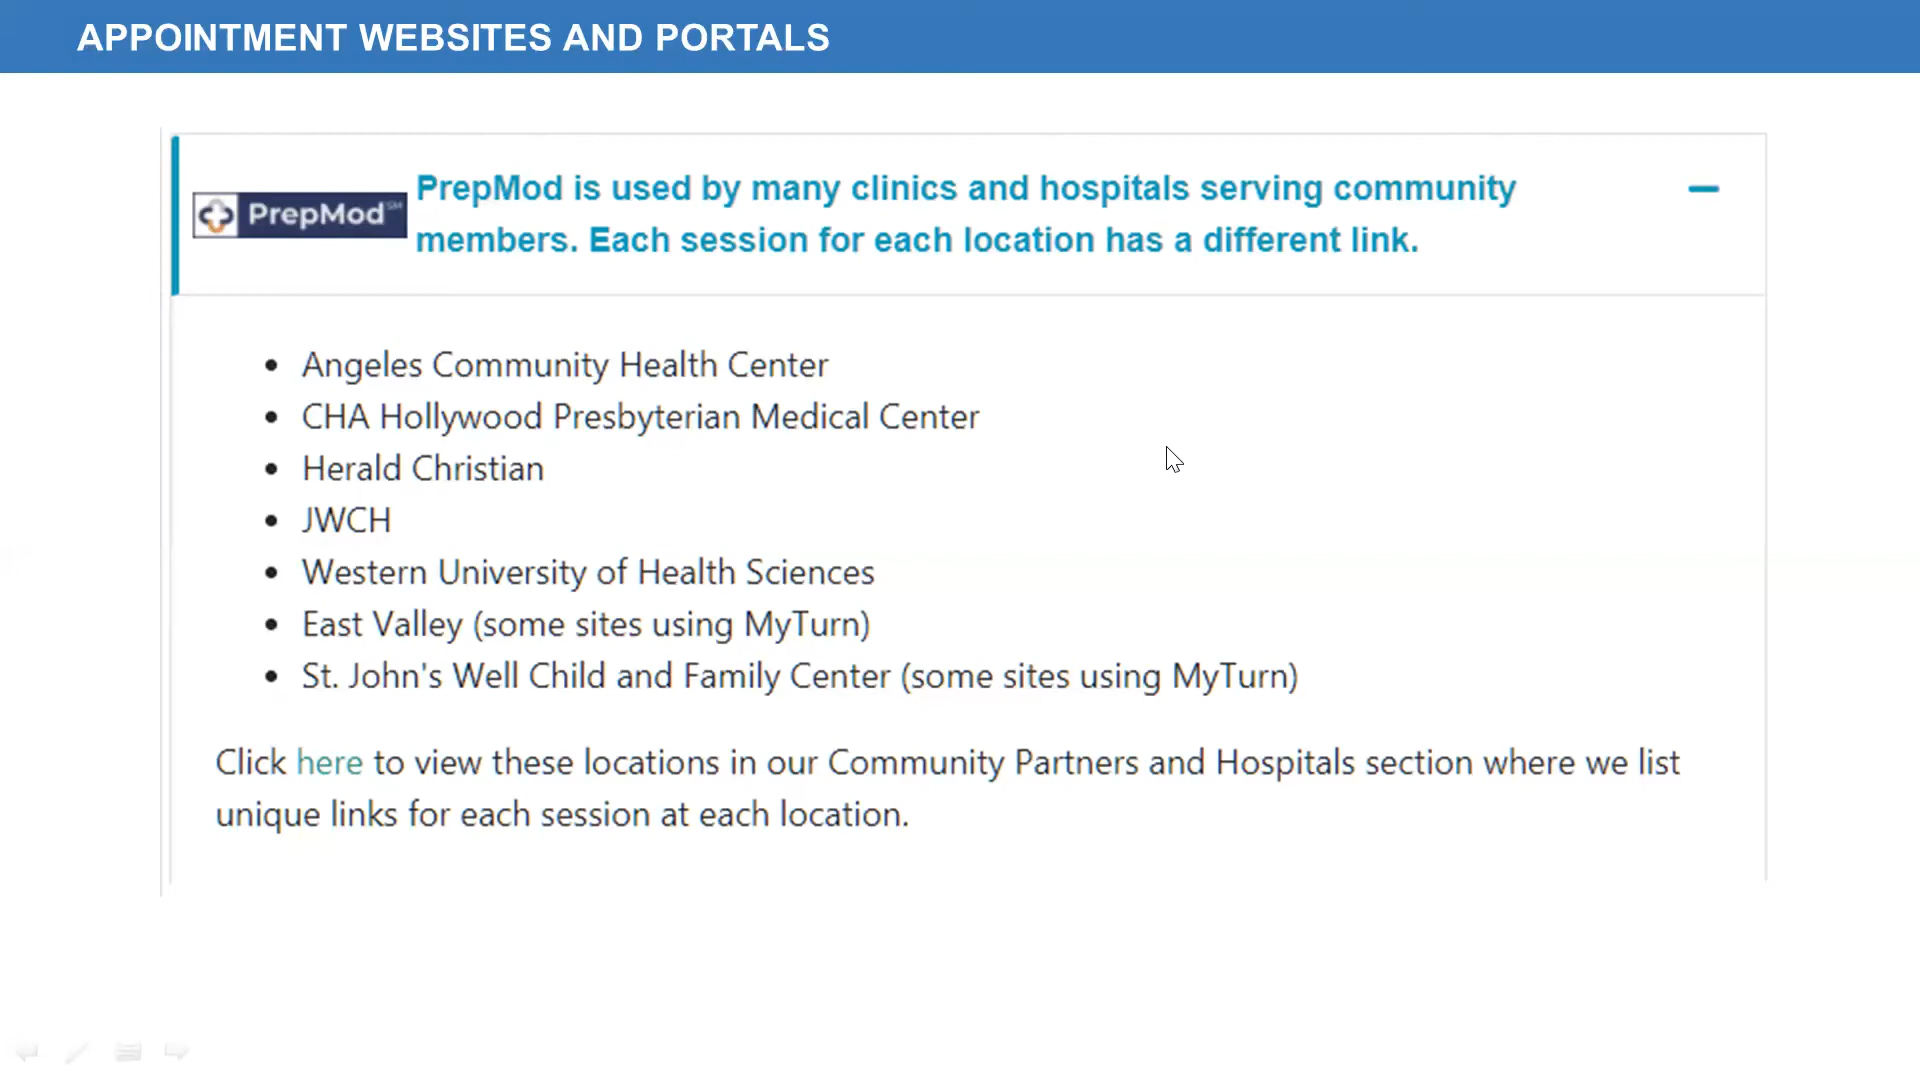 APPOINTMENT WEBSITES AND PORTALS
PrepMod℠
PrepMod is used by many clinics and hospitals serving community
members. Each session for each location has a different link.
• Angeles Community Health Center
• CHA Hollywood Presbyterian Medical Center
• Herald Christian
• JWCH
• Western University of Health Sciences
• East Valley (some sites using MyTurn)
• St. John's Well Child and Family Center (some sites using MyTurn)
Click here to view these locations in our Community Partners and Hospitals section where we list
unique links for each session at each location.